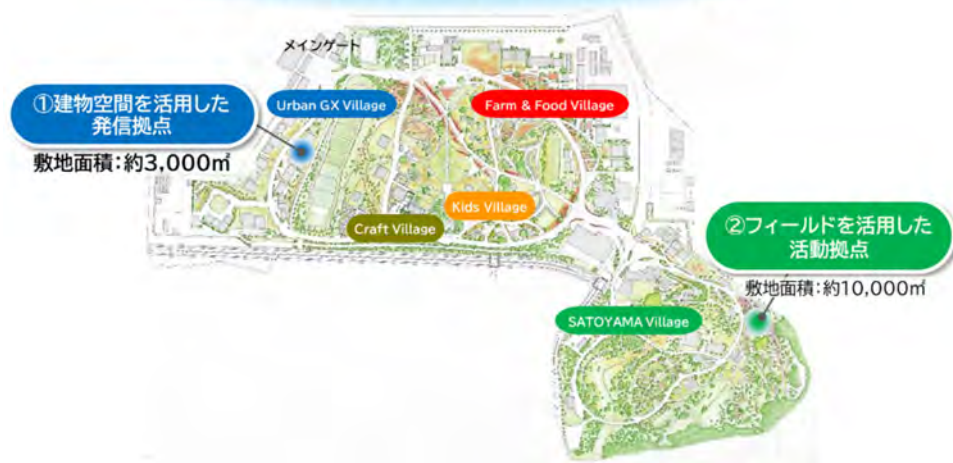 メインゲート
①建物空間を活用した
発信拠点
敷地面積：約3,000㎡
Urban GX Village
Farm & Food Village
Kids Village
Craft Village
②フィールドを活用した
活動拠点
敷地面積：約10,000㎡
SATOYAMA Village